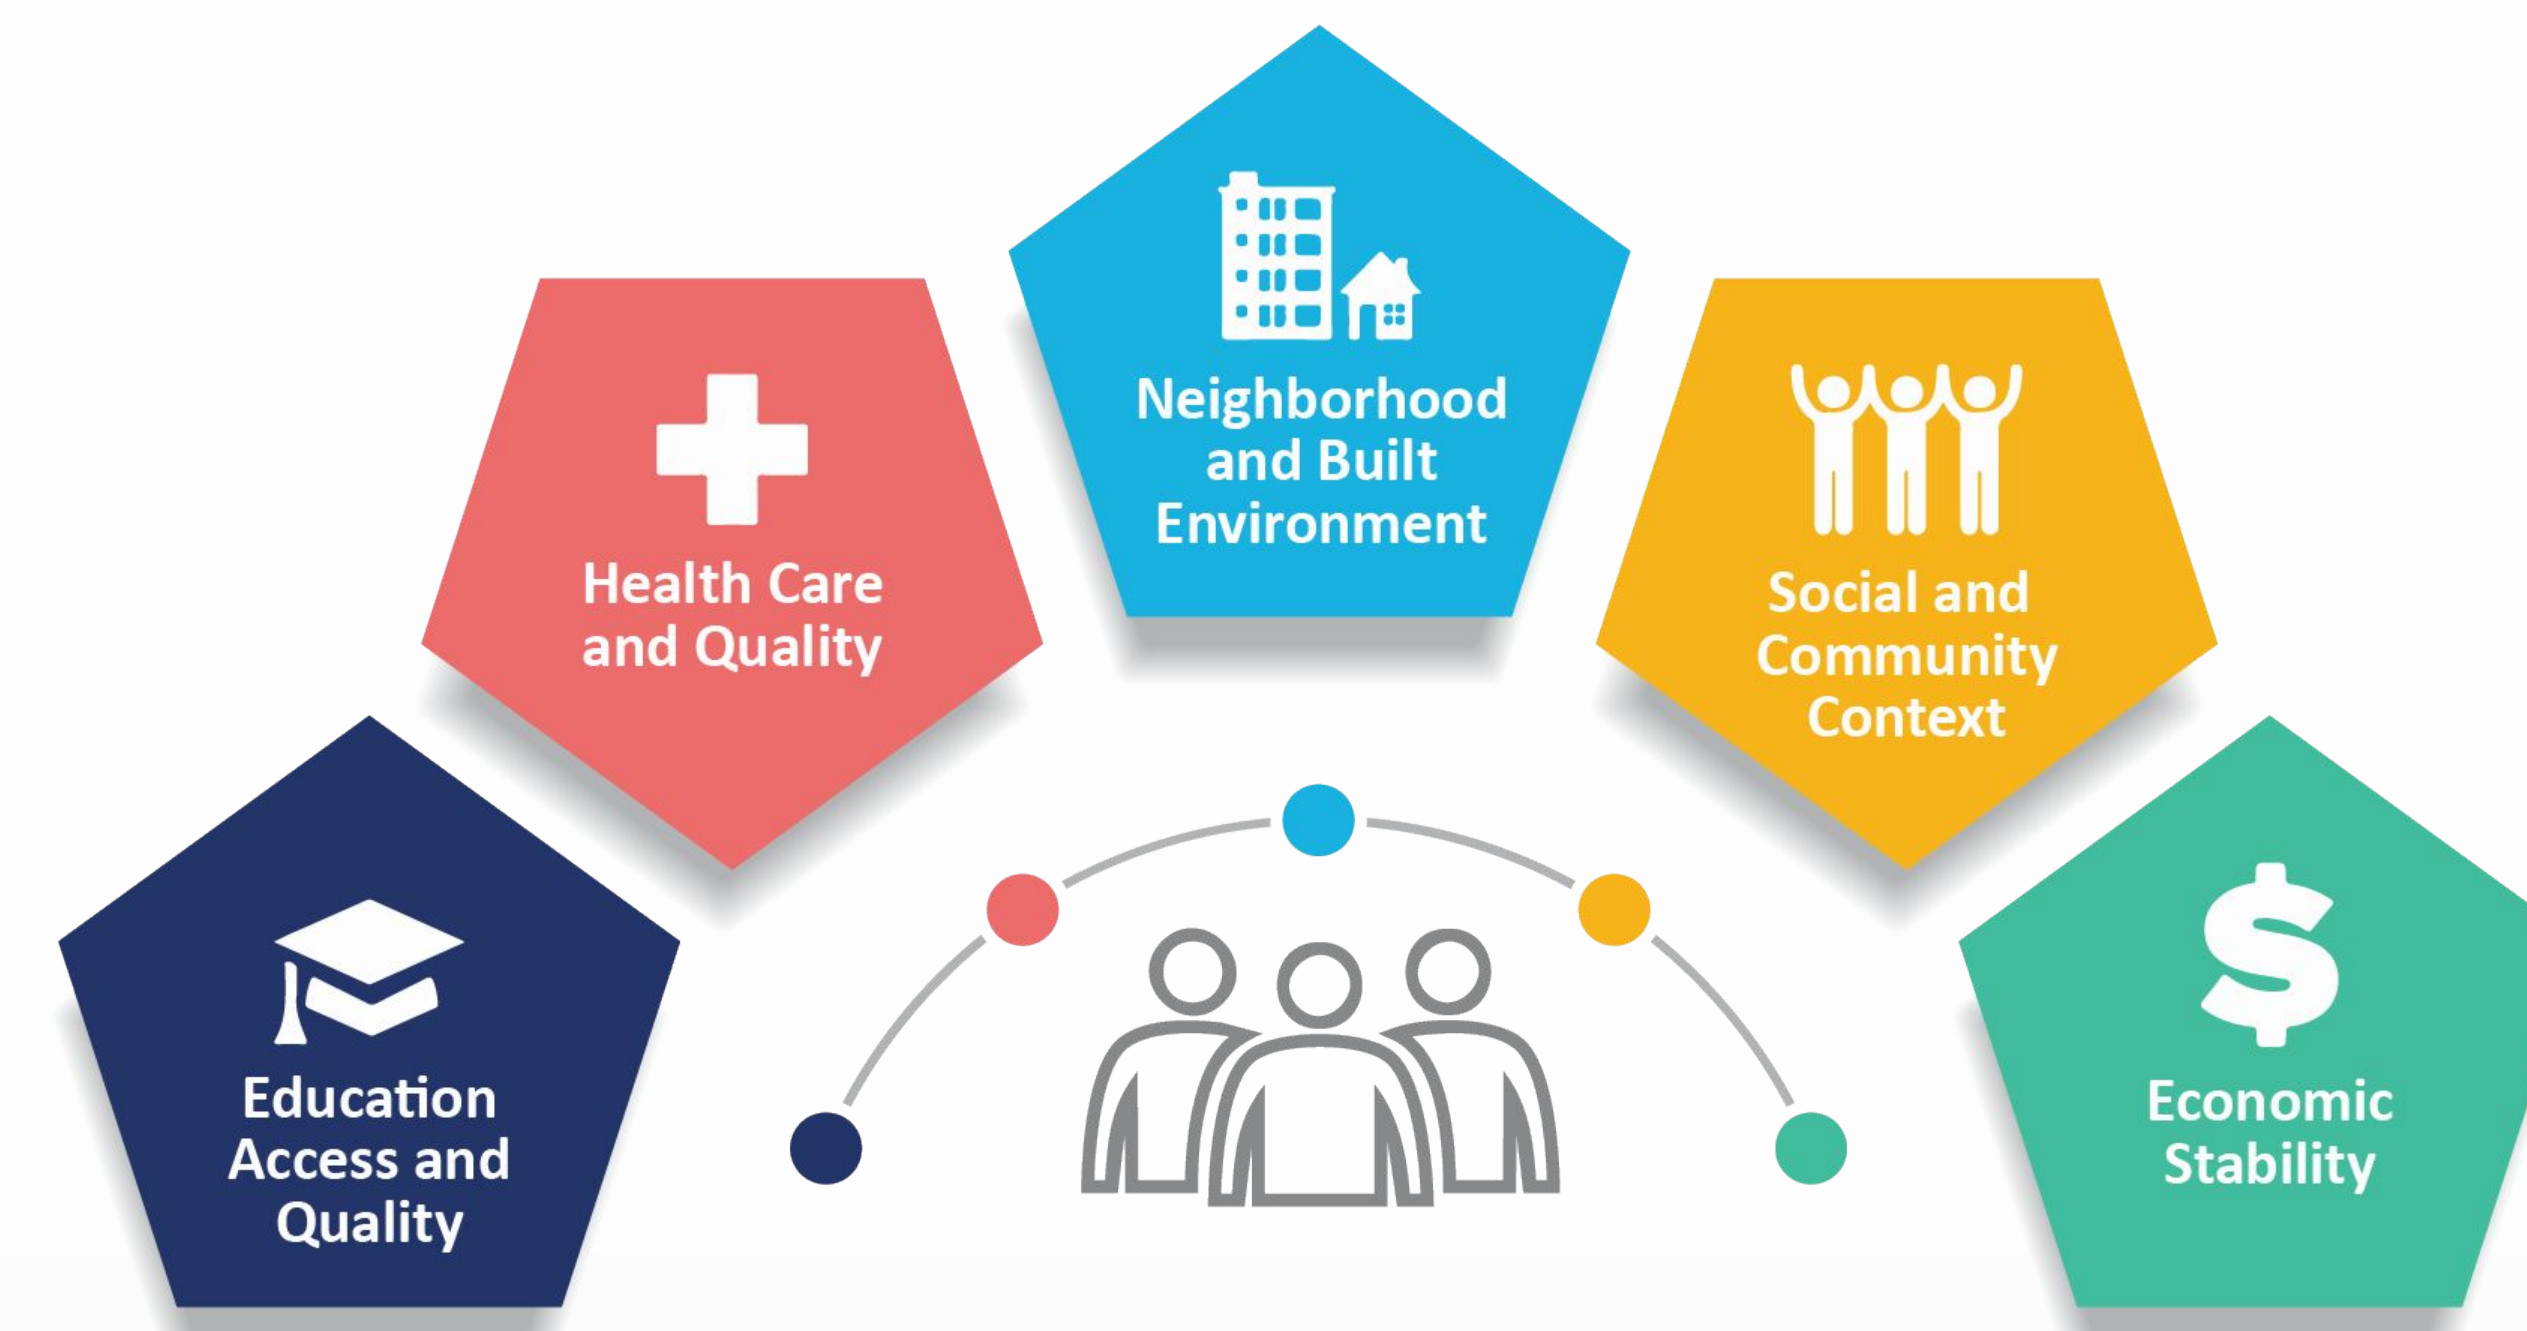 Neighborhood
and Built
Environment
Health Care
and Quality
Social and
Community
Context
Education
Access and
Quality
Economic
Stability